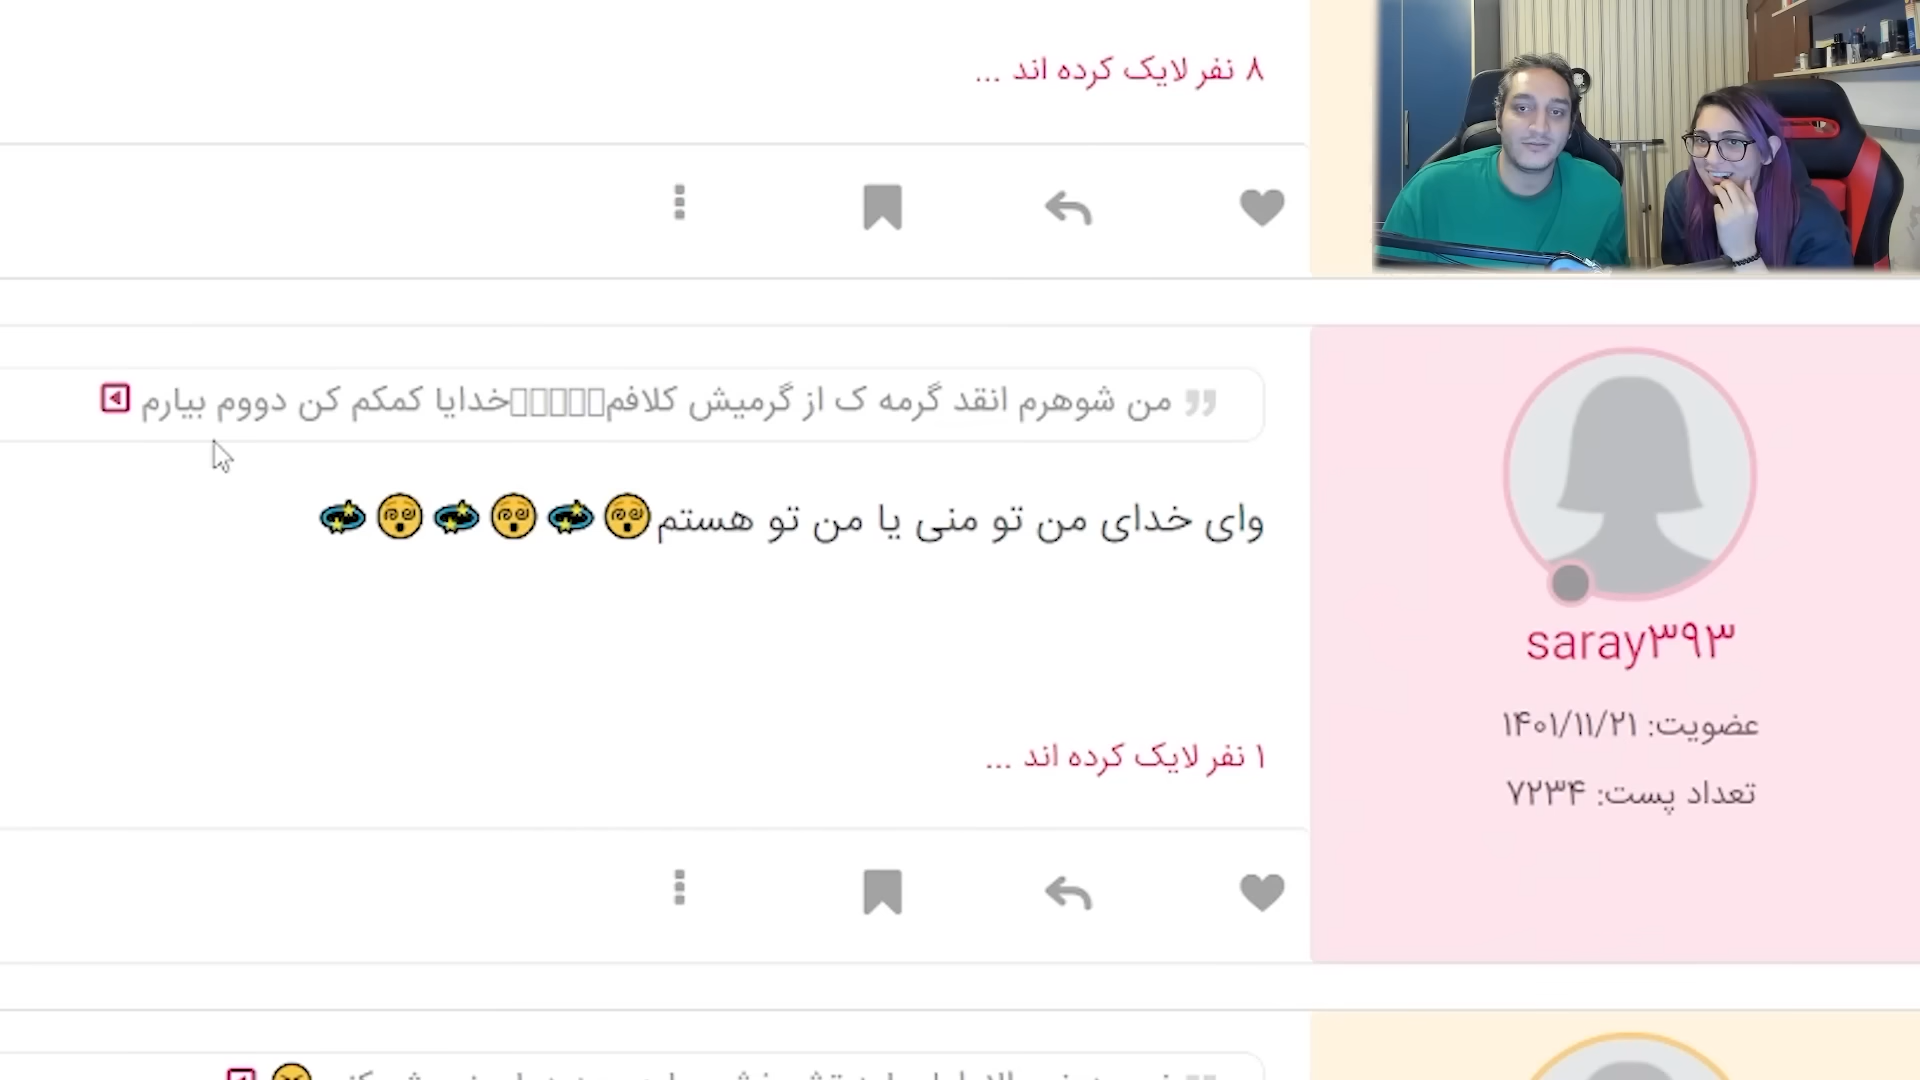 ۸ نفر لایک کرده اند ...
من شوهرم انقد گرمه ک از گرمیش کلافم▯▯▯▯▯خدایا کمکم کن دووم بیارم
وای خدای من تو منی یا من تو هستم😵💫😵💫😵💫
۱ نفر لایک کرده اند ...
saray۳۹۳
عضویت: ۱۴۰۱/۱۱/۲۱
تعداد پست: ۷۲۳۴